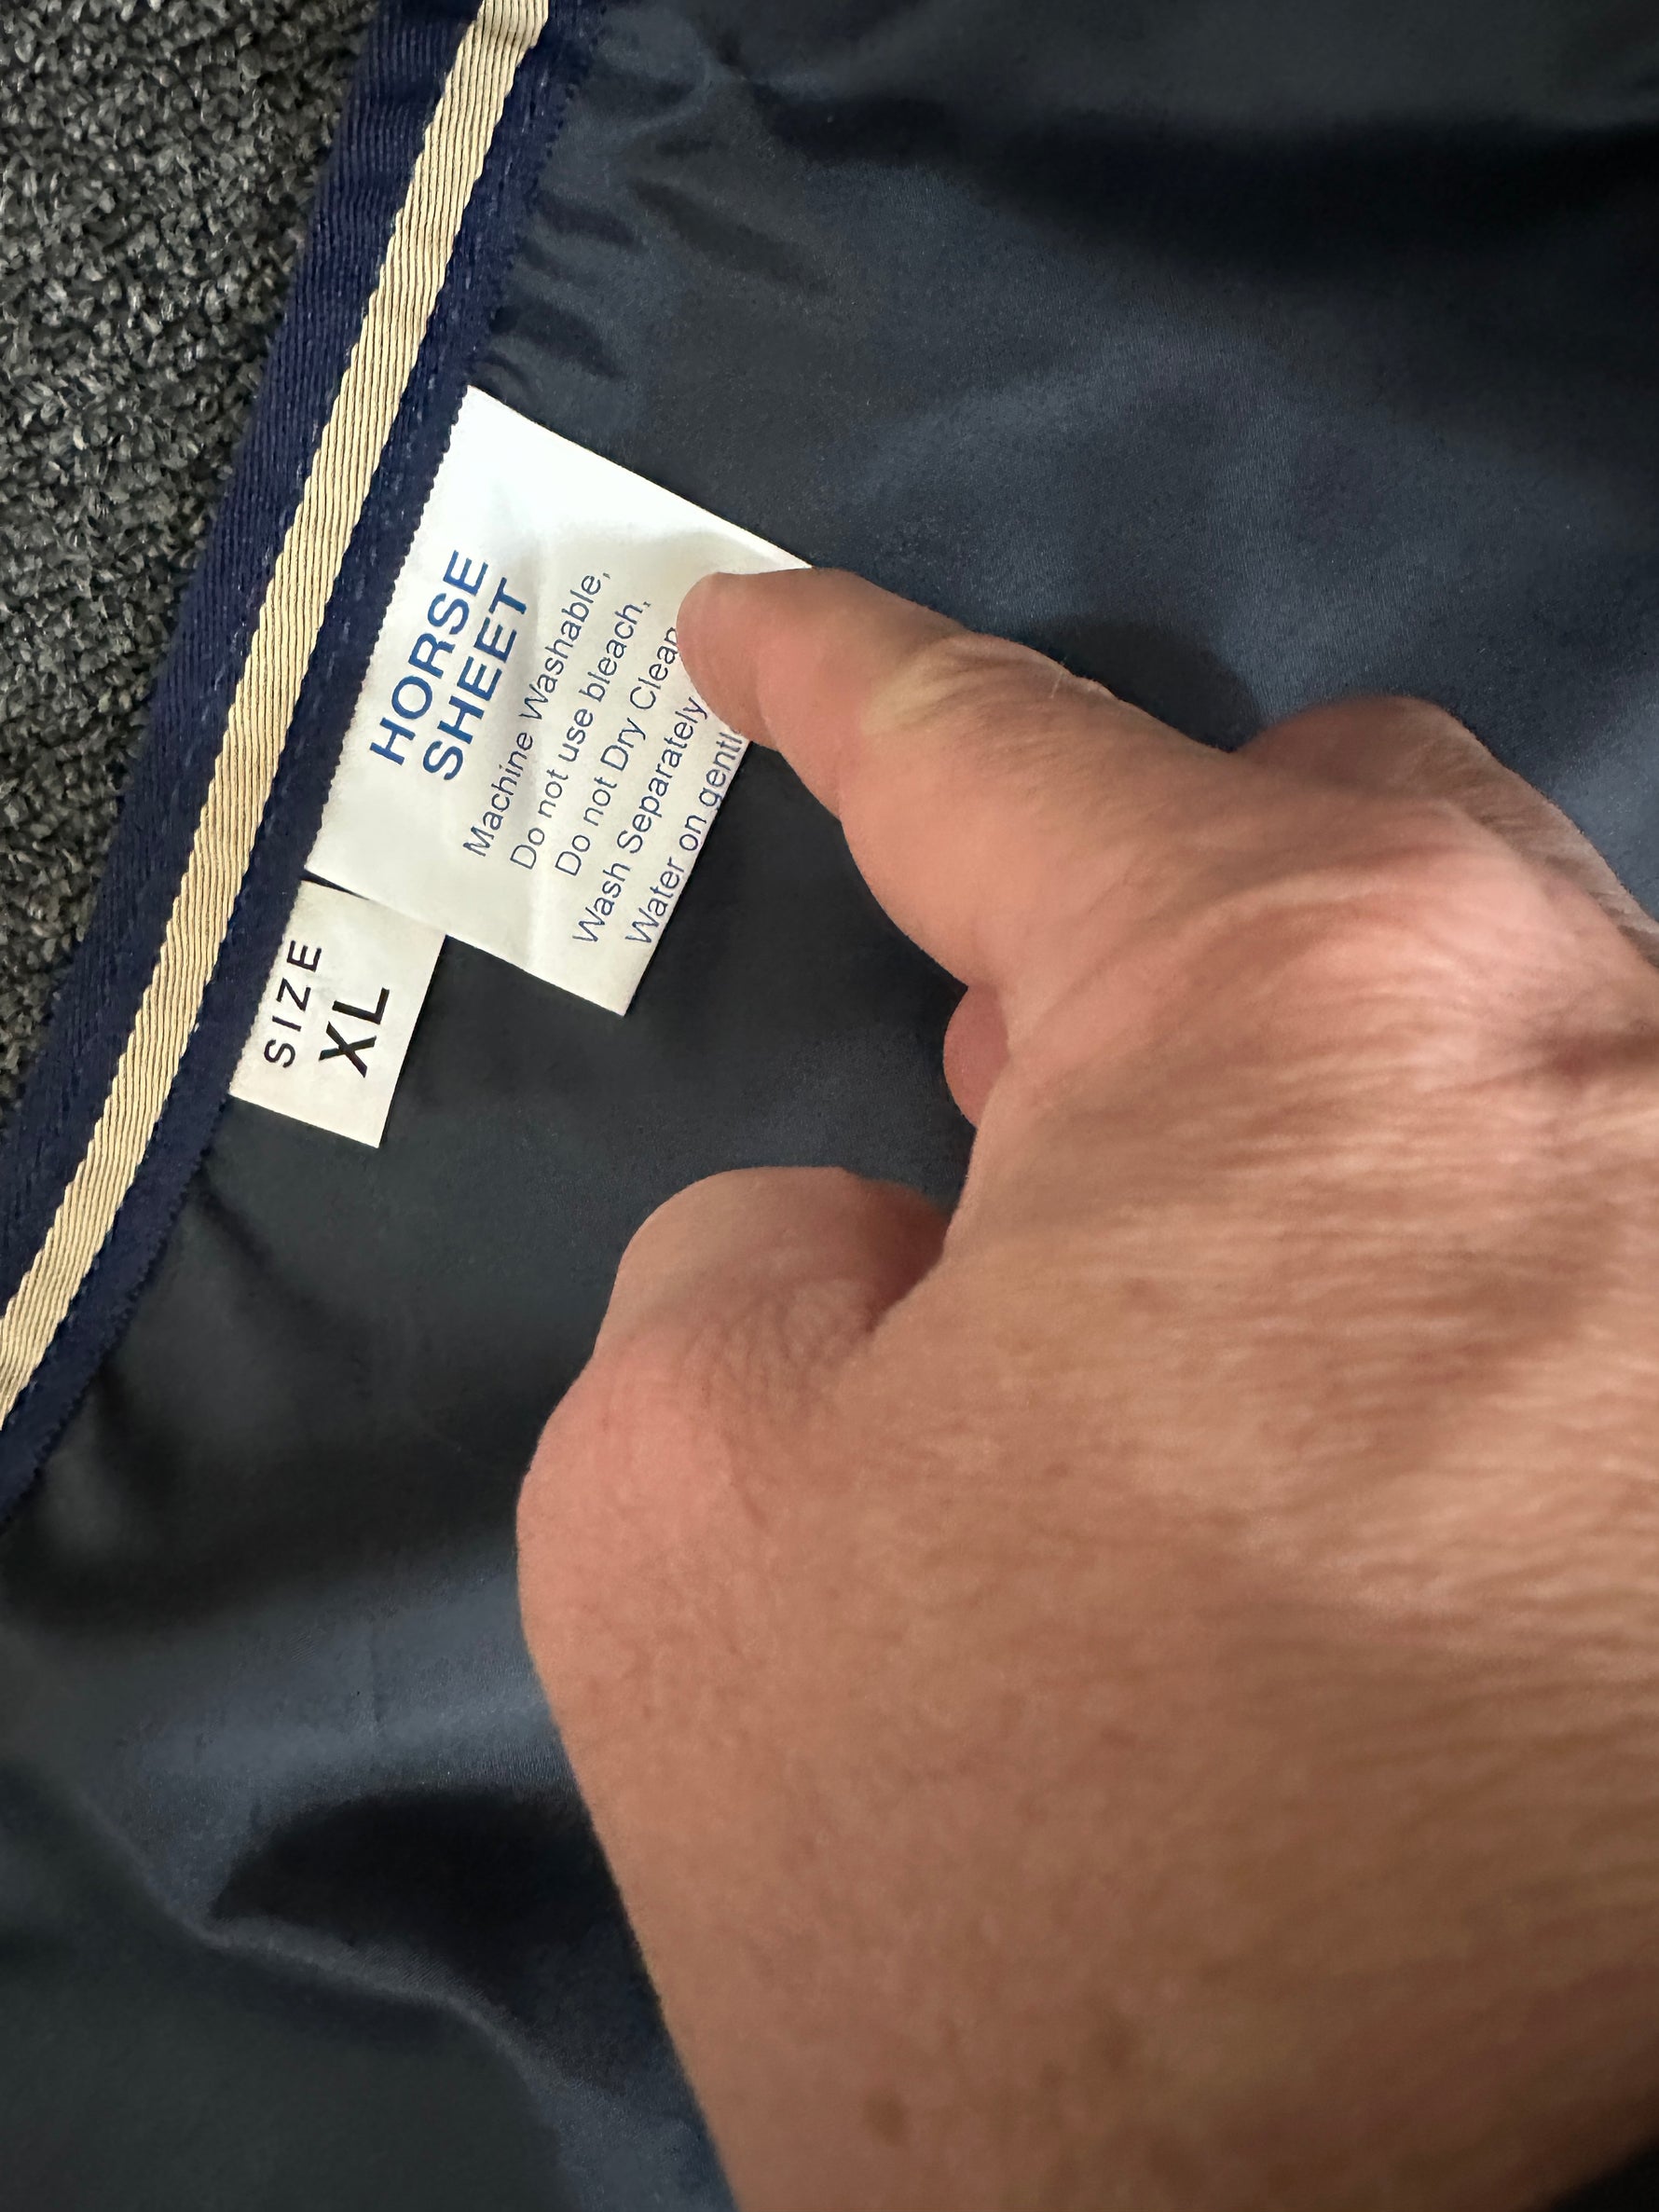 HORSE
SHEET
Machine Washable,
Do not use bleach,
Do not Dry Clean
Wash Separately
Water on
SIZE
XL